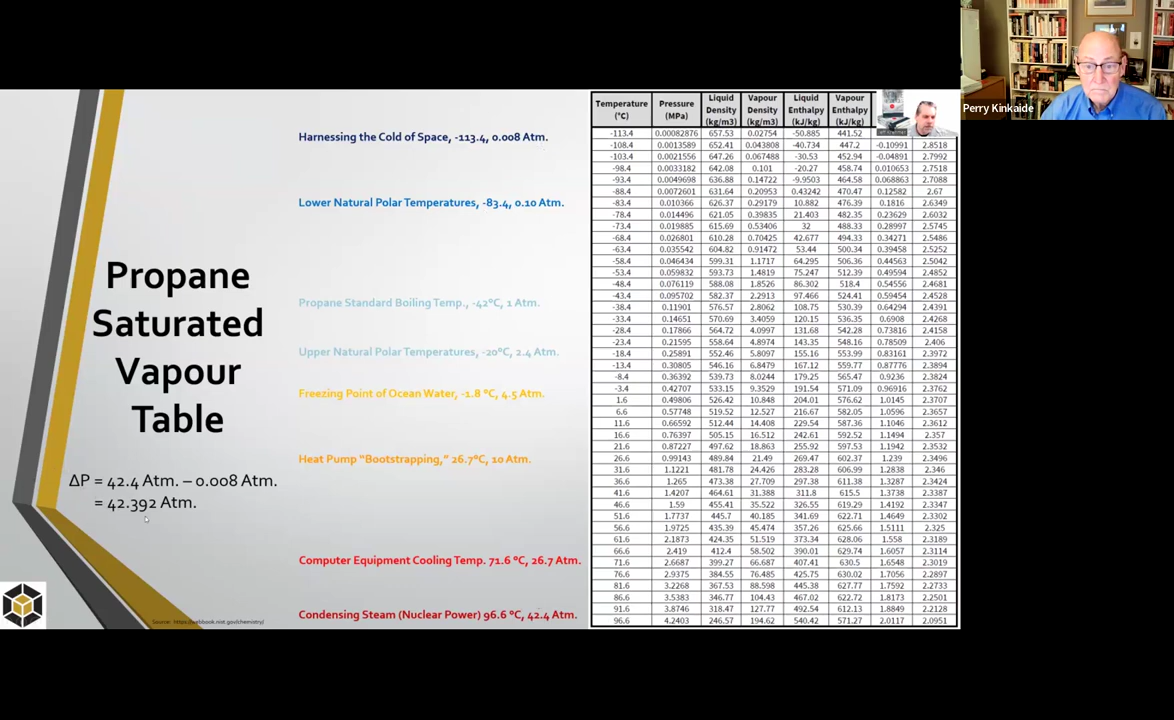 Perry Kinkaide
Propane
Saturated
Vapour
Table
ΔP = 42.4 Atm. – 0.008 Atm.
= 42.392 Atm.
Source: https://webbook.nist.gov/chemistry/
Harnessing the Cold of Space, -113.4, 0.008 Atm.
Lower Natural Polar Temperatures, -83.4, 0.10 Atm.
Propane Standard Boiling Temp., -42°C, 1 Atm.
Upper Natural Polar Temperatures, -20°C, 2.4 Atm.
Freezing Point of Ocean Water, -1.8 °C, 4.5 Atm.
Heat Pump “Bootstrapping,” 26.7°C, 10 Atm.
Computer Equipment Cooling Temp. 71.6 °C, 26.7 Atm.
Condensing Steam (Nuclear Power) 96.6 °C, 42.4 Atm.
Temperature (°C) Pressure (MPa) Liquid Density (kg/m3) Vapour Density (kg/m3) Liquid Enthalpy (kJ/kg) Vapour Enthalpy (kJ/kg)
-113.4 0.00082876 657.53 0.02754 -50.885 441.52
-108.4 0.0013589 652.41 0.043808 -40.734 447.2 -0.10991 2.8518
-103.4 0.0021556 647.26 0.067488 -30.53 452.94 -0.04891 2.7992
-98.4 0.0033182 642.08 0.101 -20.27 458.74 0.010653 2.7518
-93.4 0.0049698 636.88 0.14722 -9.9503 464.58 0.068863 2.7088
-88.4 0.0072601 631.64 0.20953 0.43242 470.47 0.12582 2.67
-83.4 0.010366 626.37 0.29179 10.882 476.39 0.1816 2.6349
-78.4 0.014496 621.05 0.39835 21.403 482.35 0.23629 2.6032
-73.4 0.019885 615.69 0.53406 32 488.33 0.28997 2.5745
-68.4 0.026801 610.28 0.70425 42.677 494.33 0.34271 2.5486
-63.4 0.035542 604.82 0.91472 53.44 500.34 0.39458 2.5252
-58.4 0.046434 599.31 1.1717 64.295 506.36 0.44563 2.5042
-53.4 0.059832 593.73 1.4819 75.247 512.39 0.49594 2.4852
-48.4 0.076119 588.08 1.8526 86.302 518.4 0.54556 2.4681
-43.4 0.095702 582.37 2.2913 97.466 524.41 0.59454 2.4528
-38.4 0.11901 576.57 2.8062 108.75 530.39 0.64294 2.4391
-33.4 0.14651 570.69 3.4059 120.15 536.35 0.6908 2.4268
-28.4 0.17866 564.72 4.0997 131.68 542.28 0.73816 2.4158
-23.4 0.21595 558.64 4.8974 143.35 548.16 0.78509 2.406
-18.4 0.25891 552.46 5.8097 155.16 553.99 0.83161 2.3972
-13.4 0.30805 546.16 6.8479 167.12 559.77 0.87776 2.3894
-8.4 0.36392 539.73 8.0244 179.25 565.47 0.9236 2.3824
-3.4 0.42707 533.15 9.3529 191.54 571.09 0.96916 2.3762
1.6 0.49806 526.42 10.848 204.01 576.62 1.0145 2.3707
6.6 0.57748 519.52 12.527 216.67 582.05 1.0596 2.3657
11.6 0.66592 512.44 14.408 229.54 587.36 1.1046 2.3612
16.6 0.76397 505.15 16.512 242.61 592.52 1.1494 2.357
21.6 0.87227 497.62 18.863 255.92 597.53 1.1942 2.3532
26.6 0.99143 489.84 21.49 269.47 602.37 1.239 2.3496
31.6 1.1221 481.78 24.426 283.28 606.99 1.2838 2.346
36.6 1.265 473.38 27.709 297.38 611.38 1.3287 2.3424
41.6 1.4207 464.61 31.388 311.8 615.5 1.3738 2.3387
46.6 1.59 455.41 35.522 326.55 619.29 1.4192 2.3347
51.6 1.7737 445.7 40.185 341.69 622.71 1.4649 2.3302
56.6 1.9725 435.39 45.474 357.26 625.66 1.5111 2.325
61.6 2.1873 424.35 51.519 373.34 628.06 1.558 2.3189
66.6 2.419 412.4 58.502 390.01 629.74 1.6057 2.3114
71.6 2.6687 399.27 66.687 407.41 630.5 1.6548 2.3019
76.6 2.9375 384.55 76.485 425.75 630.02 1.7056 2.2897
81.6 3.2268 367.53 88.598 445.38 627.77 1.7592 2.2733
86.6 3.5383 346.77 104.43 467.02 622.72 1.8173 2.2501
91.6 3.8746 318.47 127.77 492.54 612.13 1.8849 2.2128
96.6 4.2403 246.57 194.62 540.42 571.27 2.0117 2.0951